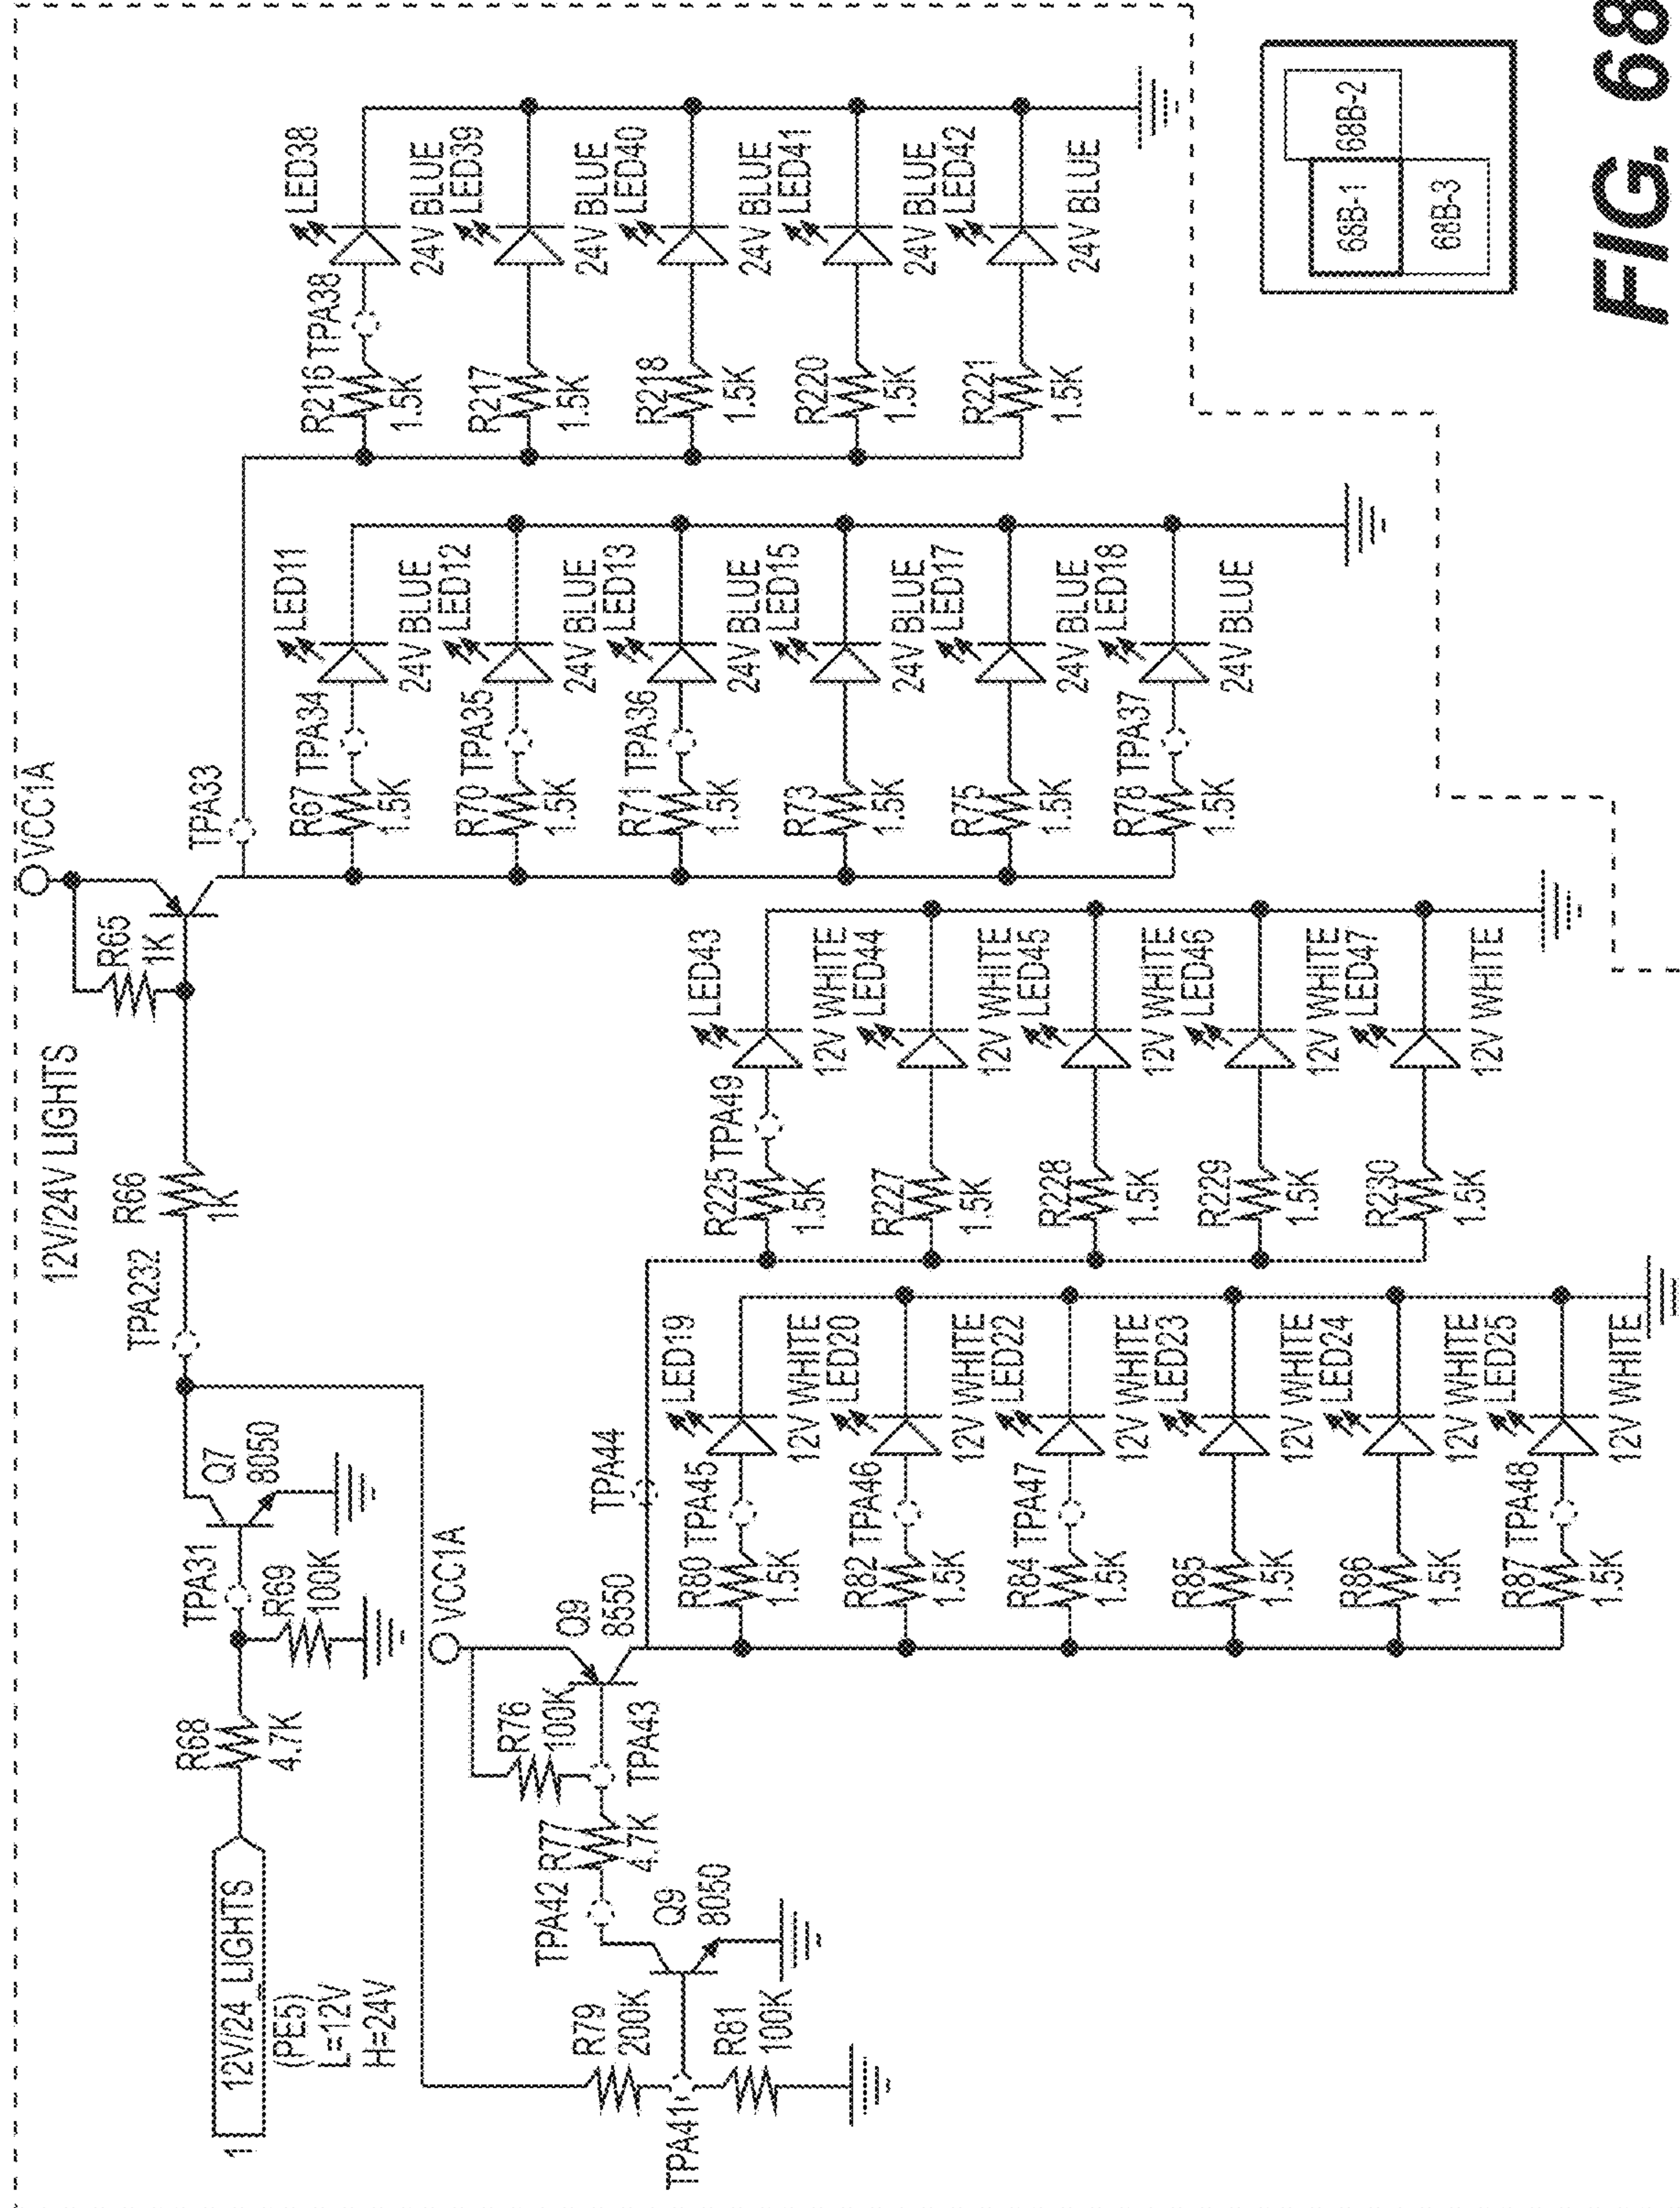 12V/24V LIGHTS
VCC1A
R65
1K
R66
1K
TPA232
TPA33
Q7
8050
TPA31
R69
100K
R68
4.7K
1
12V/24_LIGHTS
(PE5)
L=12V
H=24V
R216
TPA38
LED38
1.5K
24V BLUE
R217
LED39
1.5K
24V BLUE
R218
LED40
1.5K
24V BLUE
R220
LED41
1.5K
24V BLUE
R221
LED42
1.5K
24V BLUE
R67
TPA34
LED11
1.5K
24V BLUE
R70
TPA35
LED12
1.5K
24V BLUE
R71
TPA36
LED13
1.5K
24V BLUE
R73
LED15
1.5K
24V BLUE
R75
LED17
1.5K
24V BLUE
R78
TPA37
LED18
1.5K
24V BLUE
VCC1A
Q9
8550
R76
100K
TPA43
R77
4.7K
TPA42
Q9
8050
R79
200K
R81
100K
TPA41
TPA44
R225
TPA49
LED43
1.5K
12V WHITE
R227
LED44
1.5K
12V WHITE
R228
LED45
1.5K
12V WHITE
R229
LED46
1.5K
12V WHITE
R230
LED47
1.5K
12V WHITE
R80
TPA45
LED19
1.5K
12V WHITE
R82
TPA46
LED20
1.5K
12V WHITE
R84
TPA47
LED22
1.5K
12V WHITE
R85
LED23
1.5K
12V WHITE
R86
LED24
1.5K
12V WHITE
R87
TPA48
LED25
1.5K
12V WHITE
68B-1
68B-2
68B-3
FIG. 68